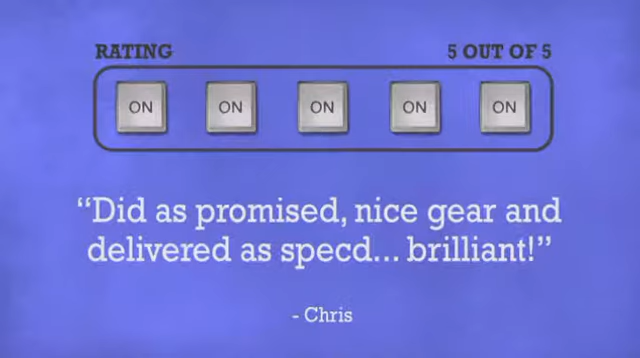 RATING 5 OUT OF 5
ON ON ON ON ON
“Did as promised, nice gear and
delivered as specd... brilliant!”
- Chris